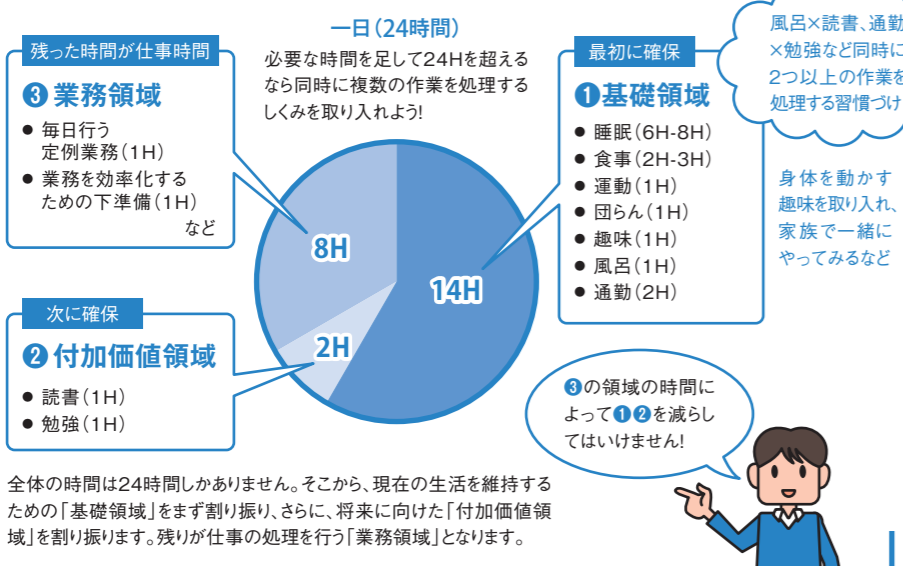 一日(24時間)
必要な時間を足して24Hを超える
なら同時に複数の作業を処理する
しくみを取り入れよう!
残った時間が仕事時間
❸業務領域
● 毎日行う
定例業務(1H)
● 業務を効率化する
ための下準備(1H)
など
最初に確保
❶基礎領域
● 睡眠(6H-8H)
● 食事(2H-3H)
● 運動(1H)
● 団らん(1H)
● 趣味(1H)
● 風呂(1H)
● 通勤(2H)
風呂×読書、通勤
×勉強など同時に
2つ以上の作業を
処理する習慣づけ
身体を動かす
趣味を取り入れ、
家族で一緒に
やってみるなど
8H
14H
2H
次に確保
❷付加価値領域
● 読書(1H)
● 勉強(1H)
❸の領域の時間に
よって❶❷を減らし
てはいけません!
全体の時間は24時間しかありません。そこから、現在の生活を維持する
ための「基礎領域」をまず割り振り、さらに、将来に向けた「付加価値領
域」を割り振ります。残りが仕事の処理を行う「業務領域」となります。